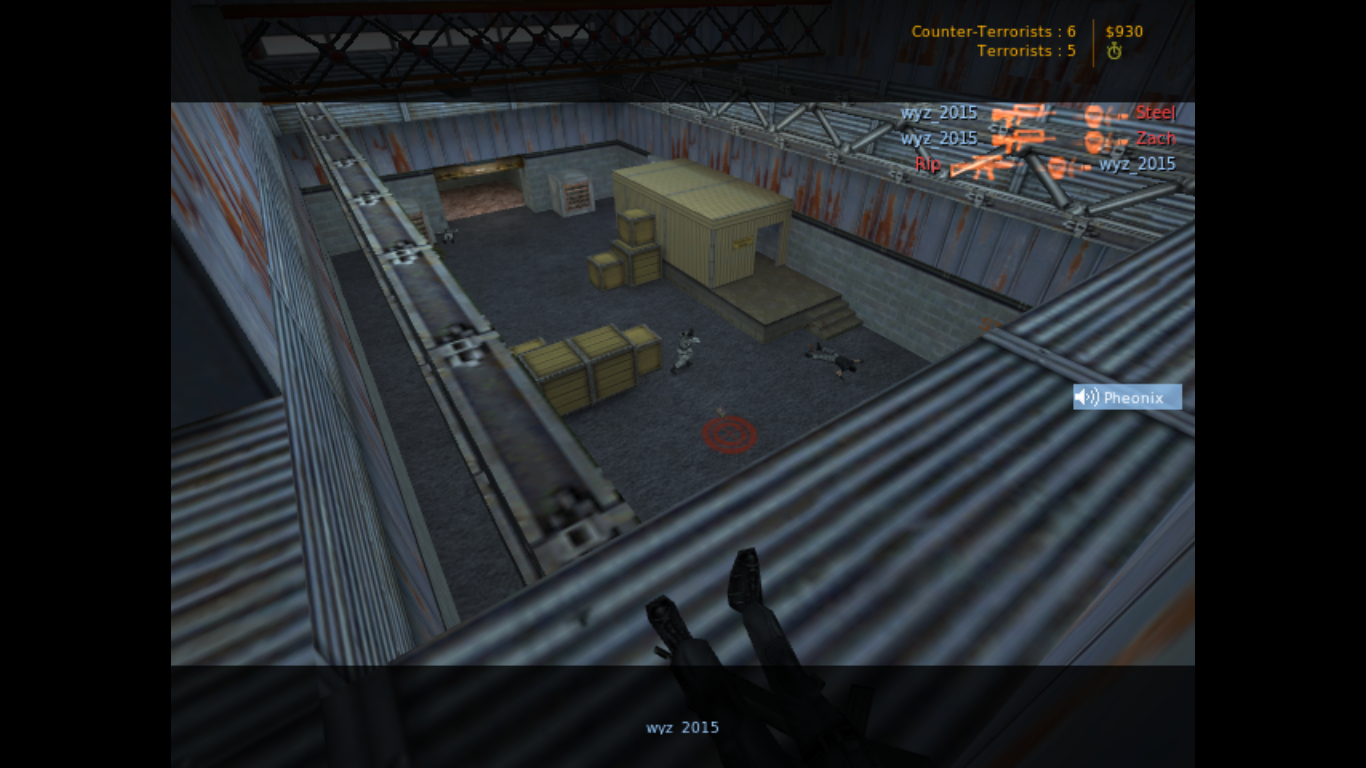 Counter-Terrorists : 6 $930
Terrorists : 5
wyz_2015 Steel
wyz_2015 Zach
Rip wyz_2015
Pheonix
wyz_2015